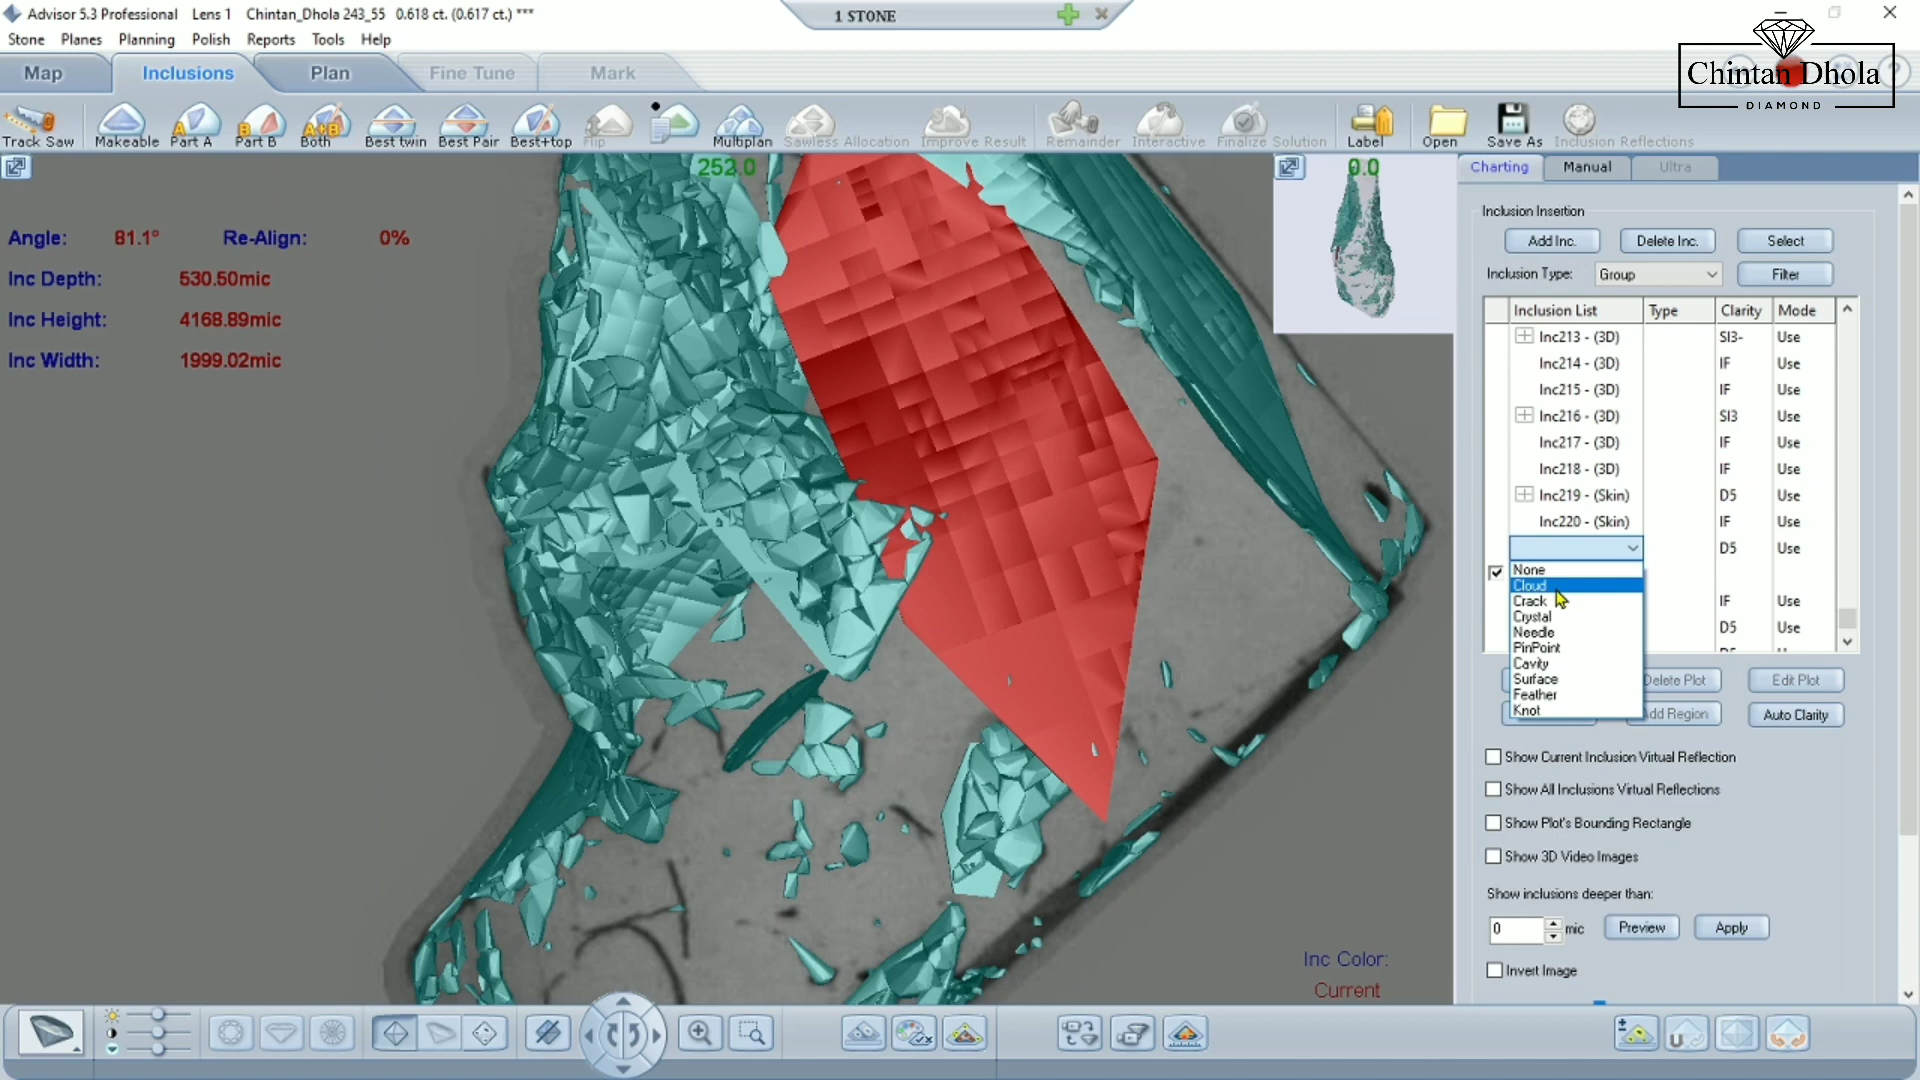 Advisor 5.3 Professional Lens 1 Chintan_Dhola 243_55 0.618 ct. (0.617 ct.) ***
1 STONE
Stone Planes Planning Polish Reports Tools Help
Chintan Dhola
DIAMOND
Map Inclusions Plan Fine Tune Mark
Track Saw Makeable Part A Part B Both Best twin Best Pair Best+top Flip Multiplan Sawless Allocation Improve Result Remainder Interactive Finalize Solution Label Open Save As Inclusion Reflections
252.0
0.0
Charting Manual Ultra
Angle: 81.1° Re-Align: 0%
Inc Depth: 530.50mic
Inc Height: 4168.89mic
Inc Width: 1999.02mic
Inclusion Insertion
Add Inc. Delete Inc. Select
Inclusion Type: Group Filter
Inclusion List Type Clarity Mode
Inc213 - (3D) SI3- Use
Inc214 - (3D) IF Use
Inc215 - (3D) IF Use
Inc216 - (3D) SI3 Use
Inc217 - (3D) IF Use
Inc218 - (3D) IF Use
Inc219 - (Skin) D5 Use
Inc220 - (Skin) IF Use
D5 Use
None
Cloud
Crack IF Use
Crystal
Needle D5 Use
PinPoint
Cavity
Surface
Feather
Knot
Delete Plot Edit Plot
Add Region Auto Clarity
Show Current Inclusion Virtual Reflection
Show All Inclusions Virtual Reflections
Show Plot's Bounding Rectangle
Show 3D Video Images
Show inclusions deeper than:
0 mic Preview Apply
Invert Image
Inc Color:
Current